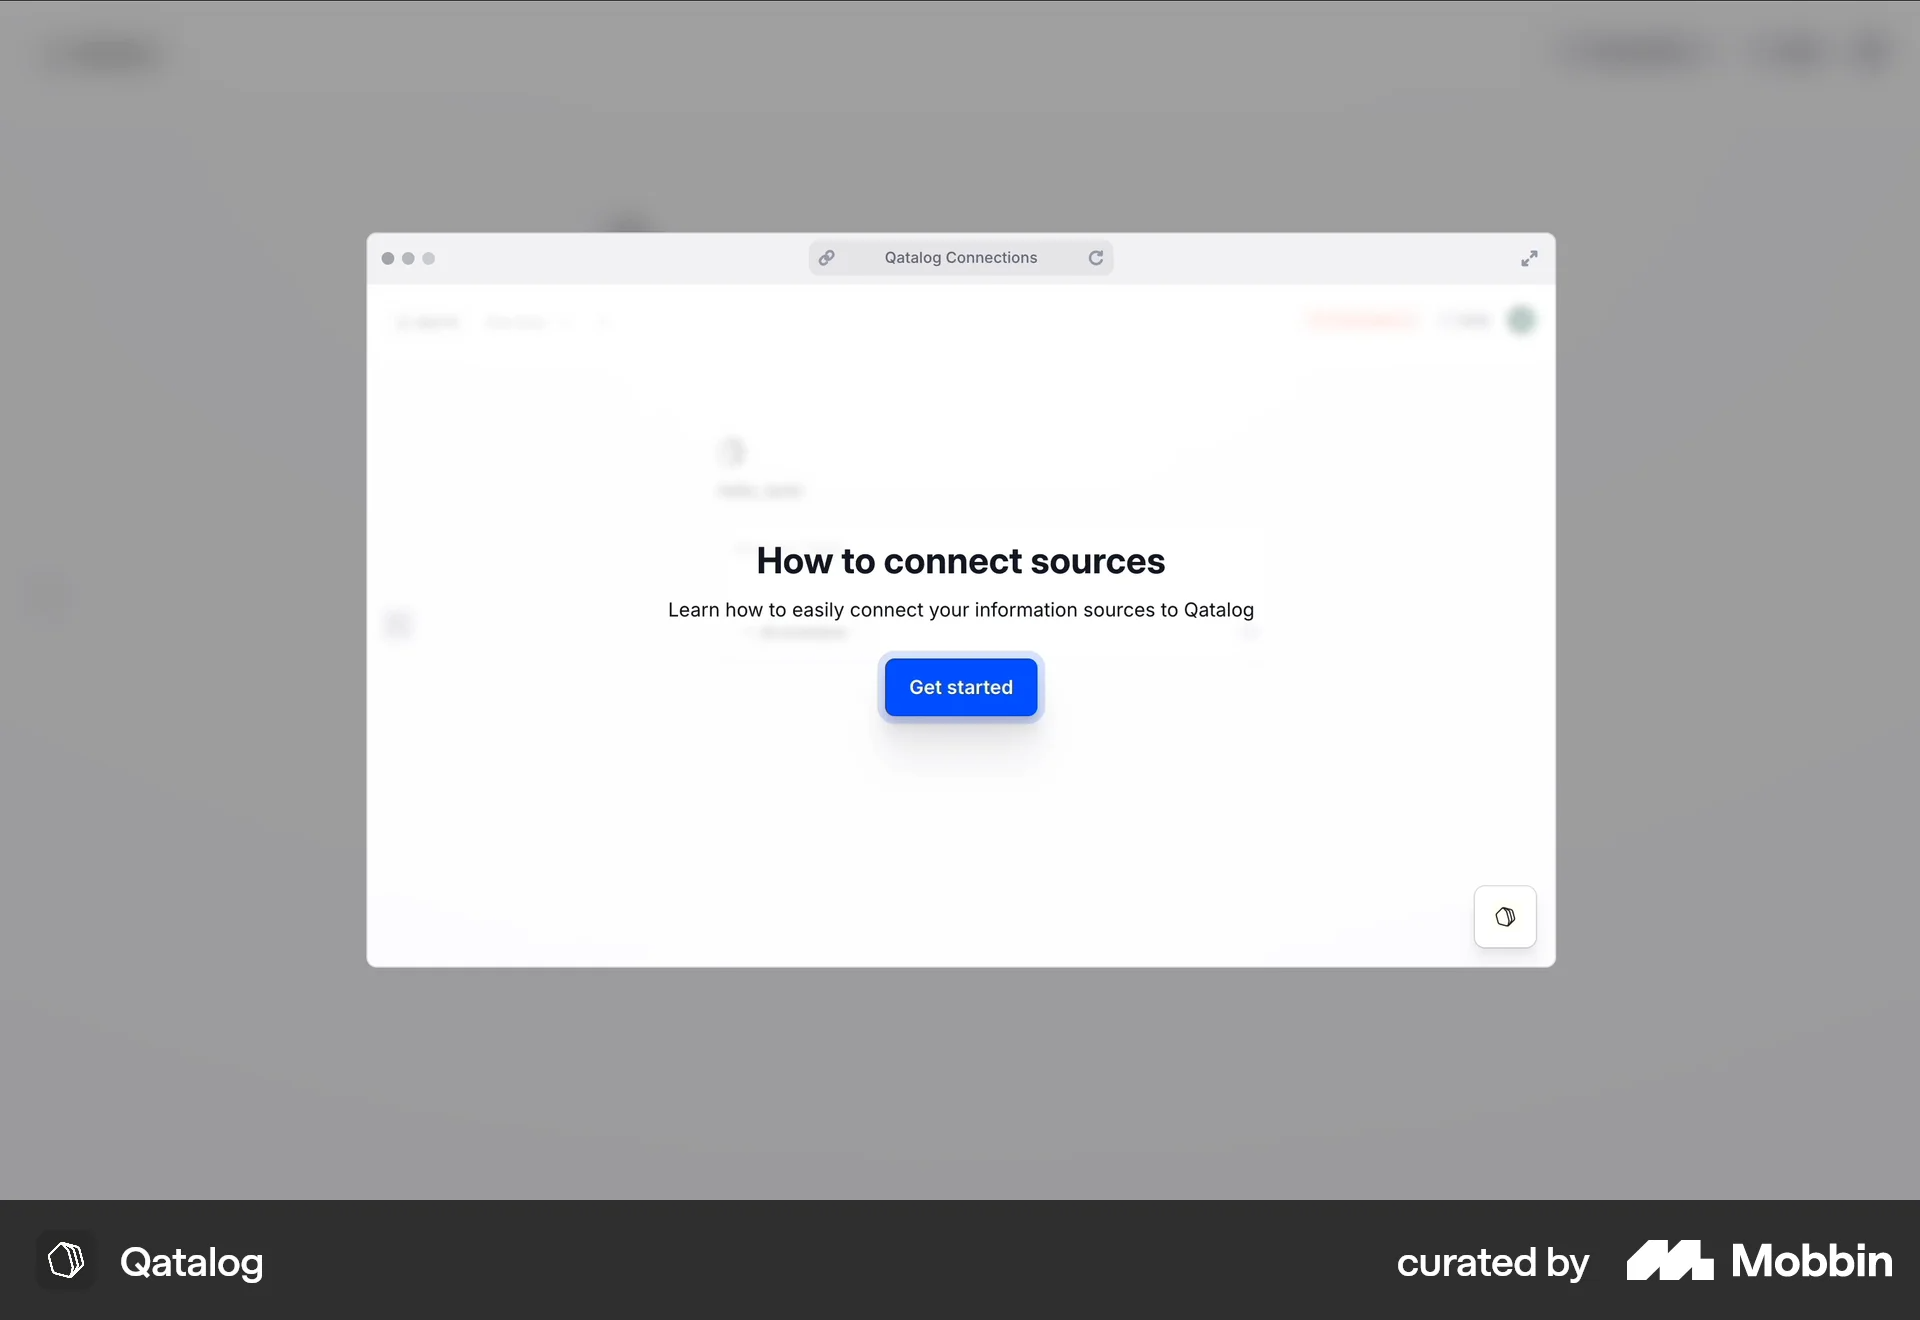 Qatalog Connections
How to connect sources
Learn how to easily connect your information sources to Qatalog
Get started
Qatalog
curated by
Mobbin